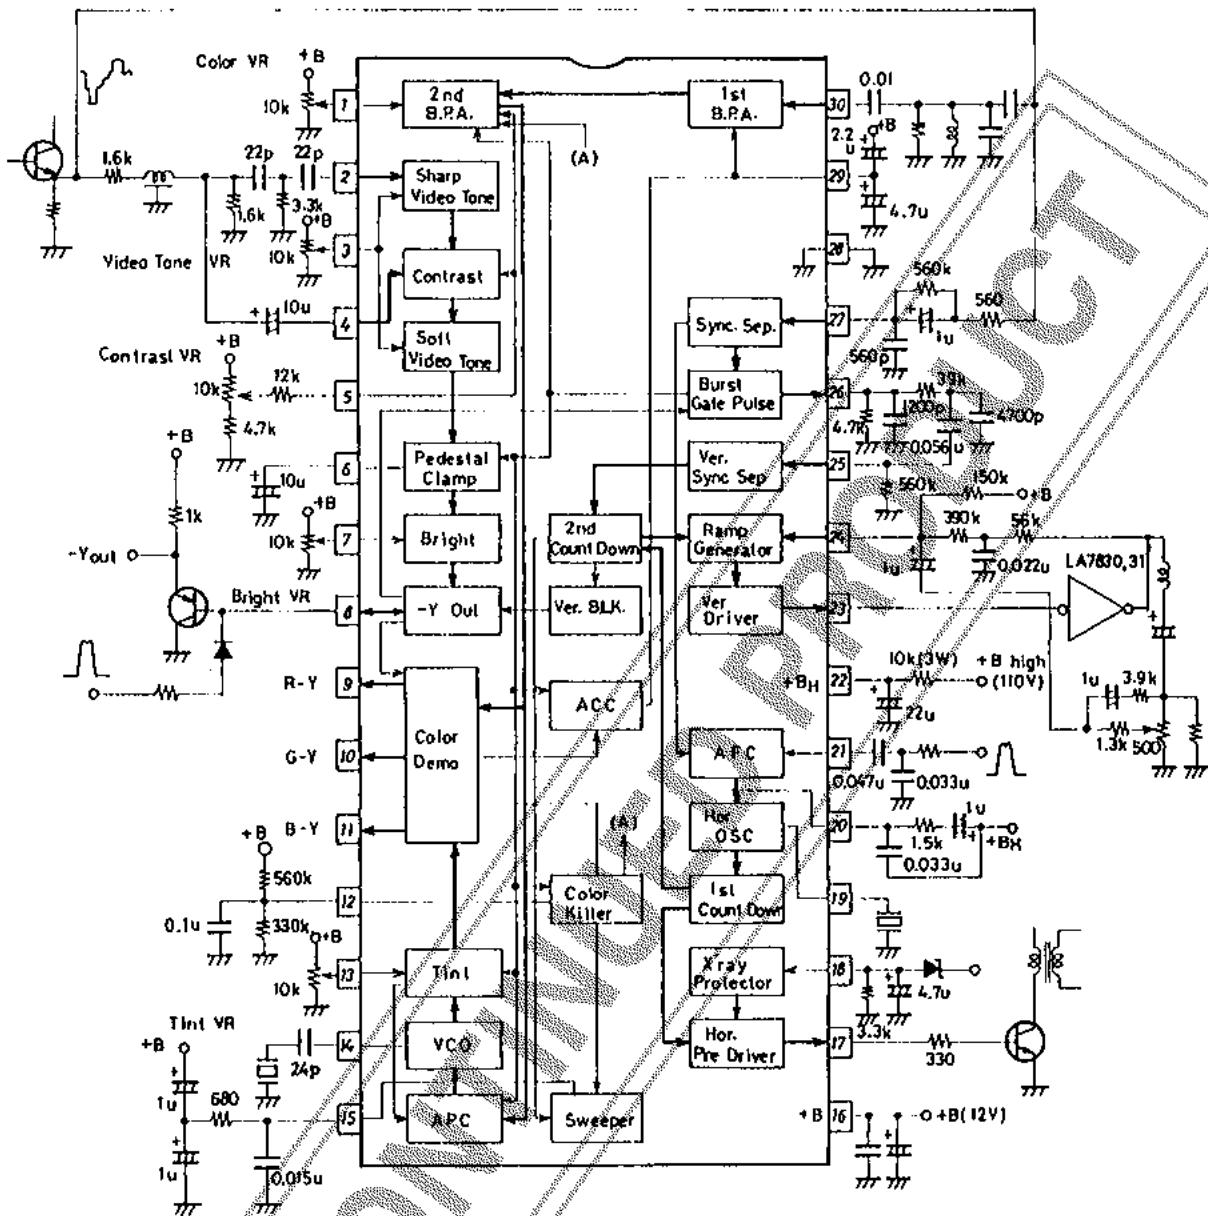 Color VR
+B
10k
1
2nd
B.P.A.
1st
B.P.A.
30
0.01
(A)
+B
2.2
u
29
4.7u
1.6k
22p
22p
2
Sharp
Video Tone
1.6k
3.3k
+B
10k
3
28
Video Tone VR
Contrast
560k
560
10u
4
Sync. Sep.
27
1u
560p
Soft
Video Tone
Contrast VR
+B
10k
12k
5
4.7k
Burst
Gate Pulse
26
39k
4.7k
1200p
0.056u
4700p
+B
10u
6
Pedestal
Clamp
Ver.
Sync Sep
25
560k
150k
+B
1k
+B
10k
7
Bright
2nd
Count Down
Ramp
Generator
24
390k
56k
1u
0.022u
LA7830,31
-Yout
Bright VR
8
-Y Out
Ver. BLK.
Ver
Driver
23
R-Y
9
ACC
+BH
22
10k(3W)
+B high
(110V)
22u
1u
3.9k
1.3k
500
G-Y
10
Color
Demo
AFC
21
0.047u
0.033u
B-Y
11
(A)
Hor.
OSC
20
1.5k
1u
+BH
0.033u
+B
560k
12
Color
Killer
1st
Count Down
19
0.1u
330k
+B
10k
13
Tint
Xray
Protector
18
4.7u
3.3k
Tint VR
+B
24p
14
VCO
Hor.
Pre Driver
17
330
1u
680
15
APC
Sweeper
+B
16
+B(12V)
1u
0.015u
DISCONTINUED PRODUCT